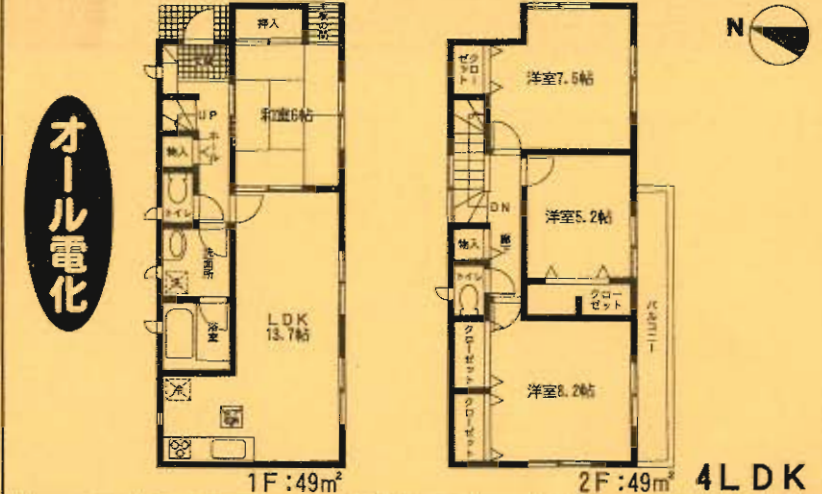 オール電化
押入
床の間
玄関
和室6帖
UP
ホール
物入
トイレ
洗面所
浴室
LDK
13.7帖
冷
1F:49㎡
N
クローゼット
洋室7.5帖
DN
洋室5.2帖
物入
廊下
トイレ
クローゼット
バルコニー
クローゼット
洋室8.2帖
クローゼット
2F:49㎡
4LDK